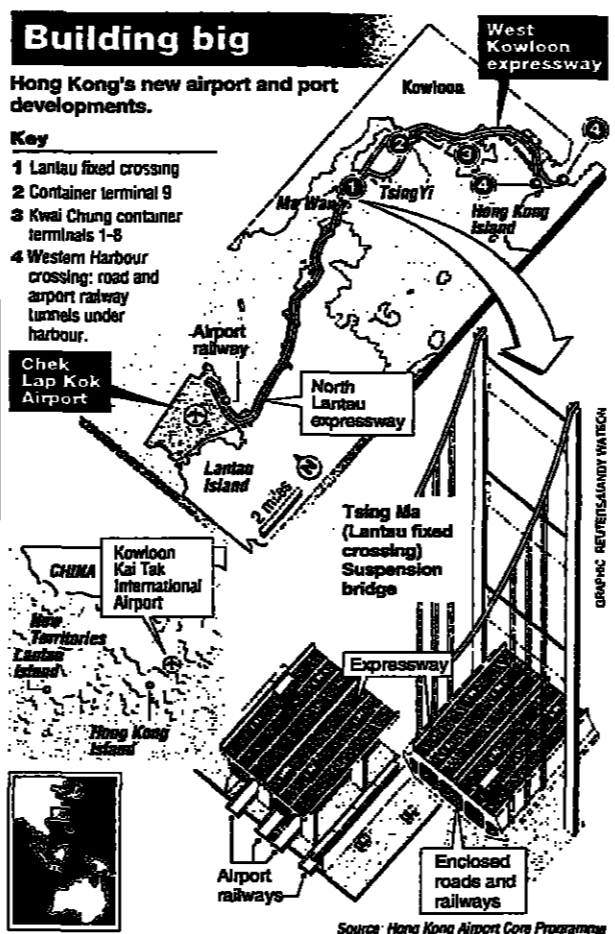 Building big
Hong Kong's new airport and port
developments.
Key
1 Lantau fixed crossing
2 Container terminal 9
3 Kwai Chung container
terminals 1-8
4 Western Harbour
crossing: road and
airport railway
tunnels under
harbour.
West
Kowloon
expressway
Kowloon
4
2
3
1
4
Ma Wan
Tsing Yi
Hong Kong
Island
Airport
railway
Chek
Lap Kok
Airport
North
Lantau
expressway
Lantau
Island
N
2 miles
Tsing Ma
(Lantau fixed
crossing)
Suspension
bridge
CHINA
Kowloon
Kai Tak
International
Airport
New
Territories
Lantau
Island
Hong Kong
Island
Expressway
Airport
railways
Enclosed
roads and
railways
GRAPHIC REUTERS/ANDY WATSON
Source: Hong Kong Airport Core Programme